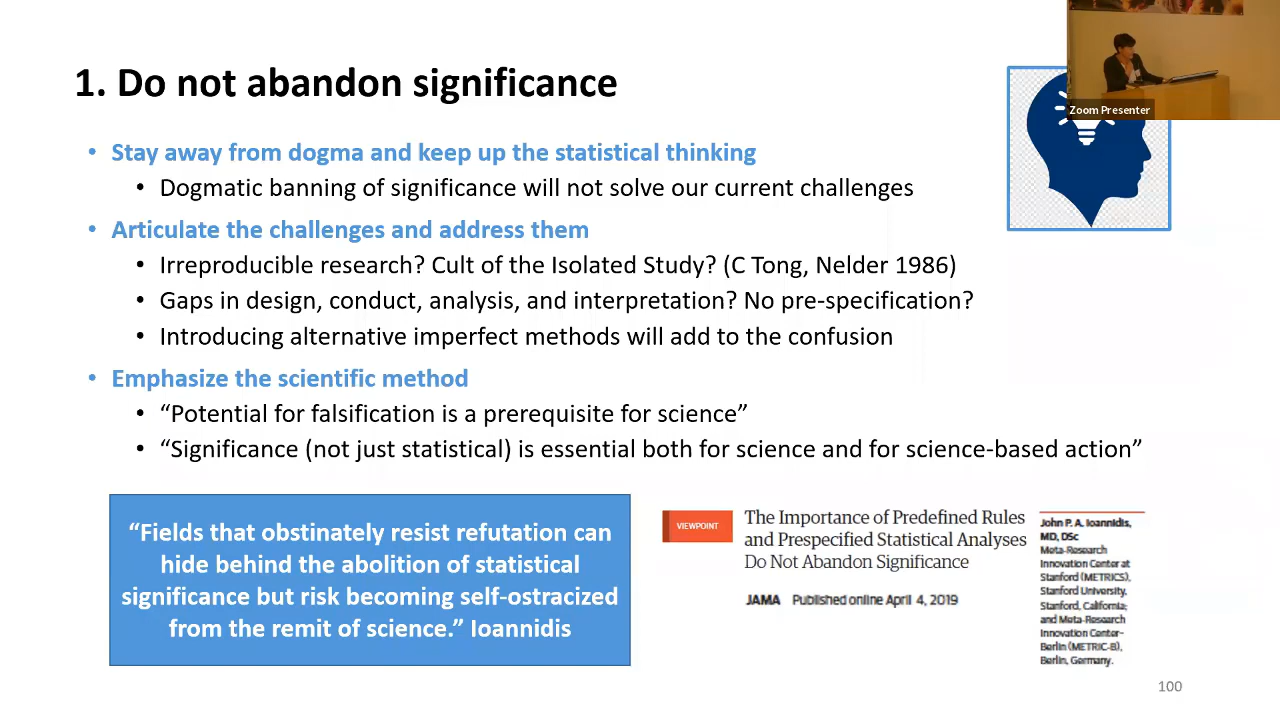 1. Do not abandon significance
Zoom Presenter
• Stay away from dogma and keep up the statistical thinking
• Dogmatic banning of significance will not solve our current challenges
• Articulate the challenges and address them
• Irreproducible research? Cult of the Isolated Study? (C Tong, Nelder 1986)
• Gaps in design, conduct, analysis, and interpretation? No pre-specification?
• Introducing alternative imperfect methods will add to the confusion
• Emphasize the scientific method
• “Potential for falsification is a prerequisite for science”
• “Significance (not just statistical) is essential both for science and for science-based action”
“Fields that obstinately resist refutation can
hide behind the abolition of statistical
significance but risk becoming self-ostracized
from the remit of science.” Ioannidis
VIEWPOINT
The Importance of Predefined Rules
and Prespecified Statistical Analyses
Do Not Abandon Significance
JAMA Published online April 4, 2019
John P. A. Ioannidis,
MD, DSc
Meta-Research
Innovation Center at
Stanford (METRICS),
Stanford University,
Stanford, California;
and Meta-Research
Innovation Center–
Berlin (METRIC-B),
Berlin, Germany.
100